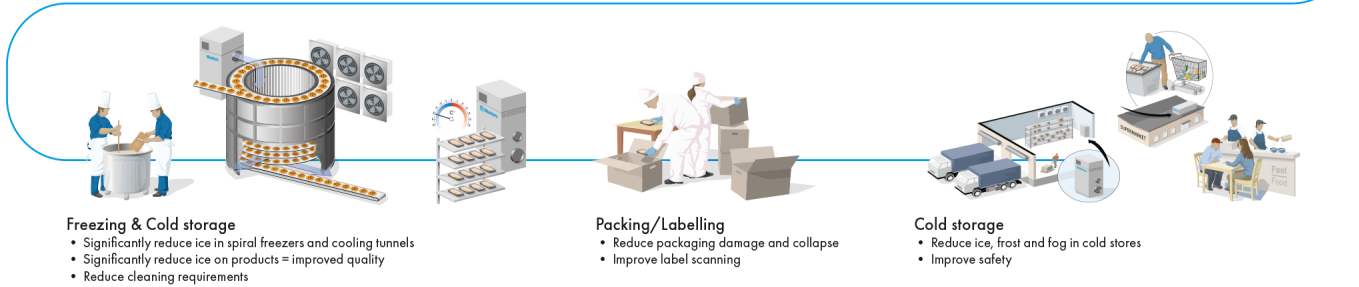 C°
SUPERMARKET
Fast
Food
Freezing & Cold storage
• Significantly reduce ice in spiral freezers and cooling tunnels
• Significantly reduce ice on products = improved quality
• Reduce cleaning requirements
Packing/Labelling
• Reduce packaging damage and collapse
• Improve label scanning
Cold storage
• Reduce ice, frost and fog in cold stores
• Improve safety